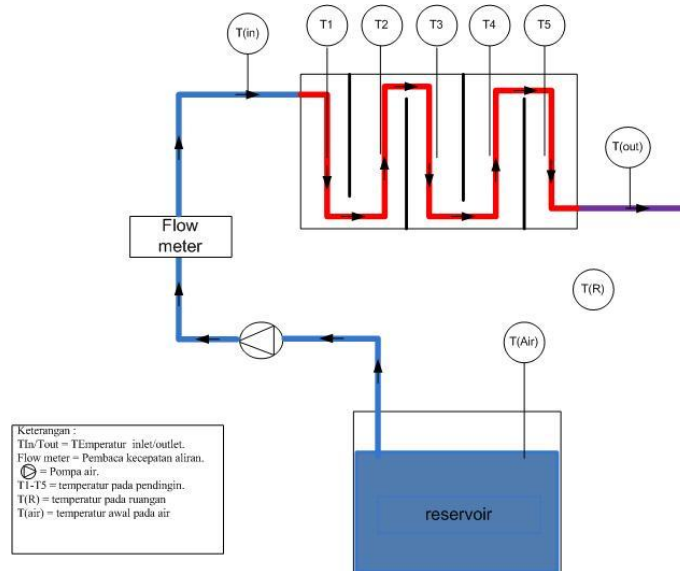 T(in)
T1
T2
T3
T4
T5
T(out)
Flow
meter
T(R)
T(Air)
Keterangan :
TIn/Tout = TEmperatur inlet/outlet.
Flow meter = Pembaca kecepatan aliran.
= Pompa air.
T1-T5 = temperatur pada pendingin.
T(R) = temperatur pada ruangan
T(air) = temperatur awal pada air
reservoir